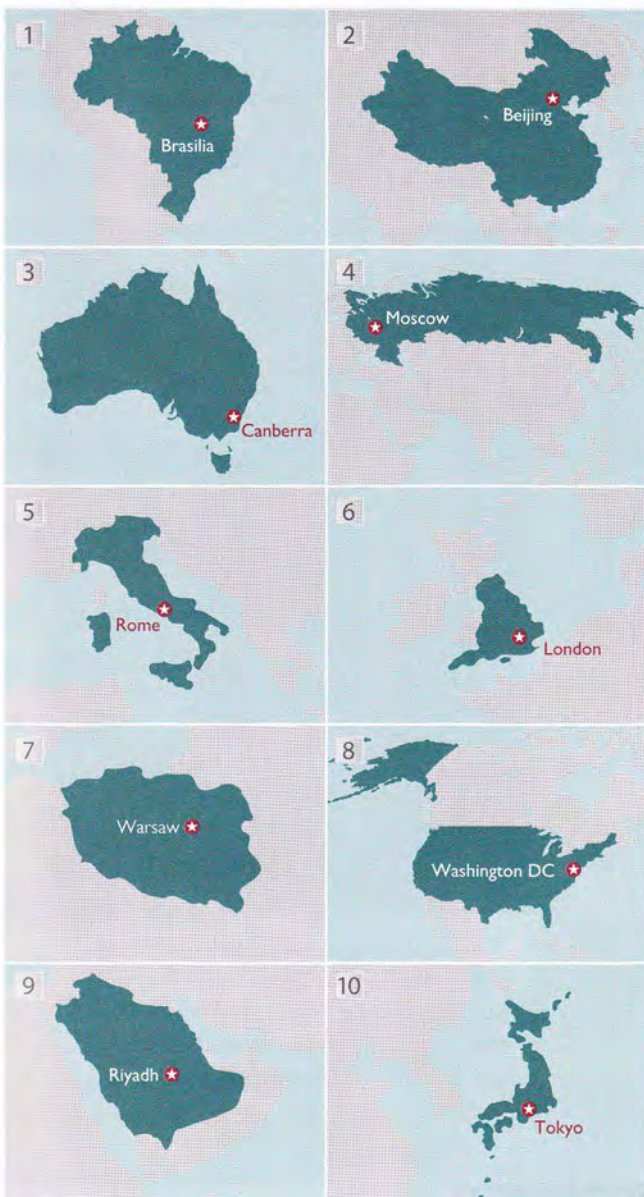 1
Brasilia
2
Beijing
3
Canberra
4
Moscow
5
Rome
6
London
7
Warsaw
8
Washington DC
9
Riyadh
10
Tokyo